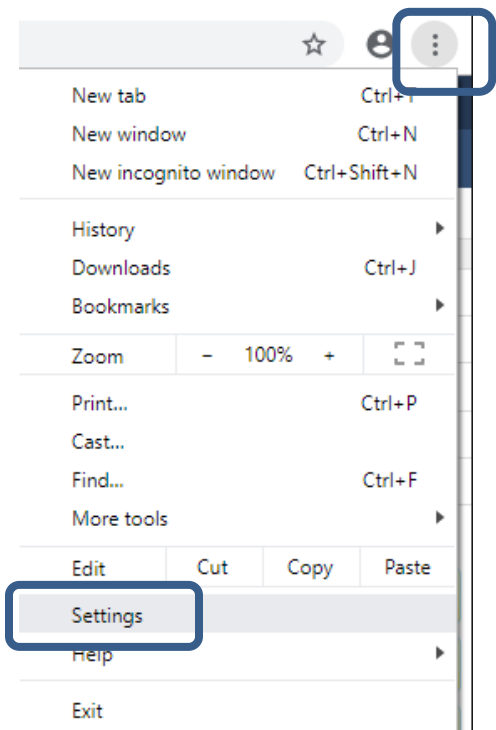 New tab Ctrl+T
New window Ctrl+N
New incognito window Ctrl+Shift+N
History
Downloads Ctrl+J
Bookmarks
Zoom - 100% +
Print... Ctrl+P
Cast...
Find... Ctrl+F
More tools
Edit Cut Copy Paste
Settings
Help
Exit